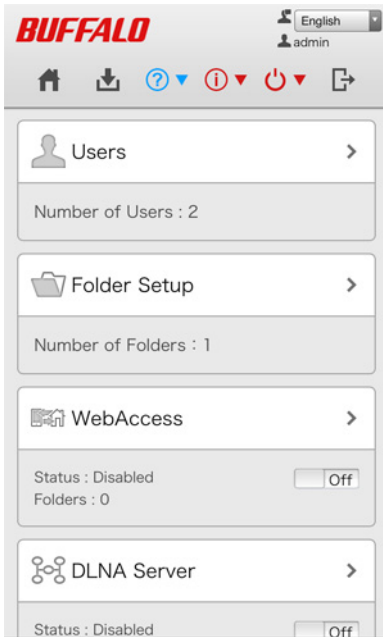 BUFFALO
English
admin
Users
Number of Users : 2
Folder Setup
Number of Folders : 1
WebAccess
Status : Disabled
Off
Folders : 0
DLNA Server
Status : Disabled
Off